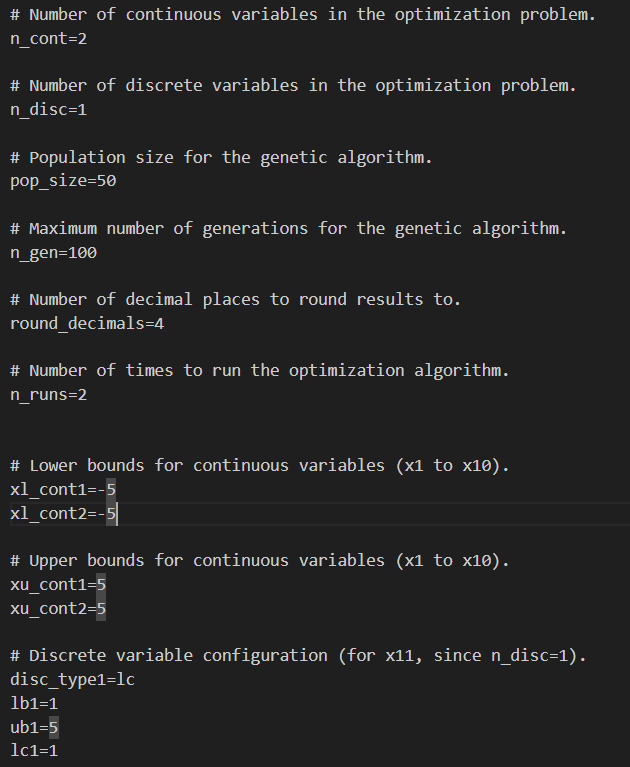 # Number of continuous variables in the optimization problem.
n_cont=2
# Number of discrete variables in the optimization problem.
n_disc=1
# Population size for the genetic algorithm.
pop_size=50
# Maximum number of generations for the genetic algorithm.
n_gen=100
# Number of decimal places to round results to.
round_decimals=4
# Number of times to run the optimization algorithm.
n_runs=2
# Lower bounds for continuous variables (x1 to x10).
xl_cont1=-5
xl_cont2=-5
# Upper bounds for continuous variables (x1 to x10).
xu_cont1=5
xu_cont2=5
# Discrete variable configuration (for x11, since n_disc=1).
disc_type1=lc
lb1=1
ub1=5
lc1=1